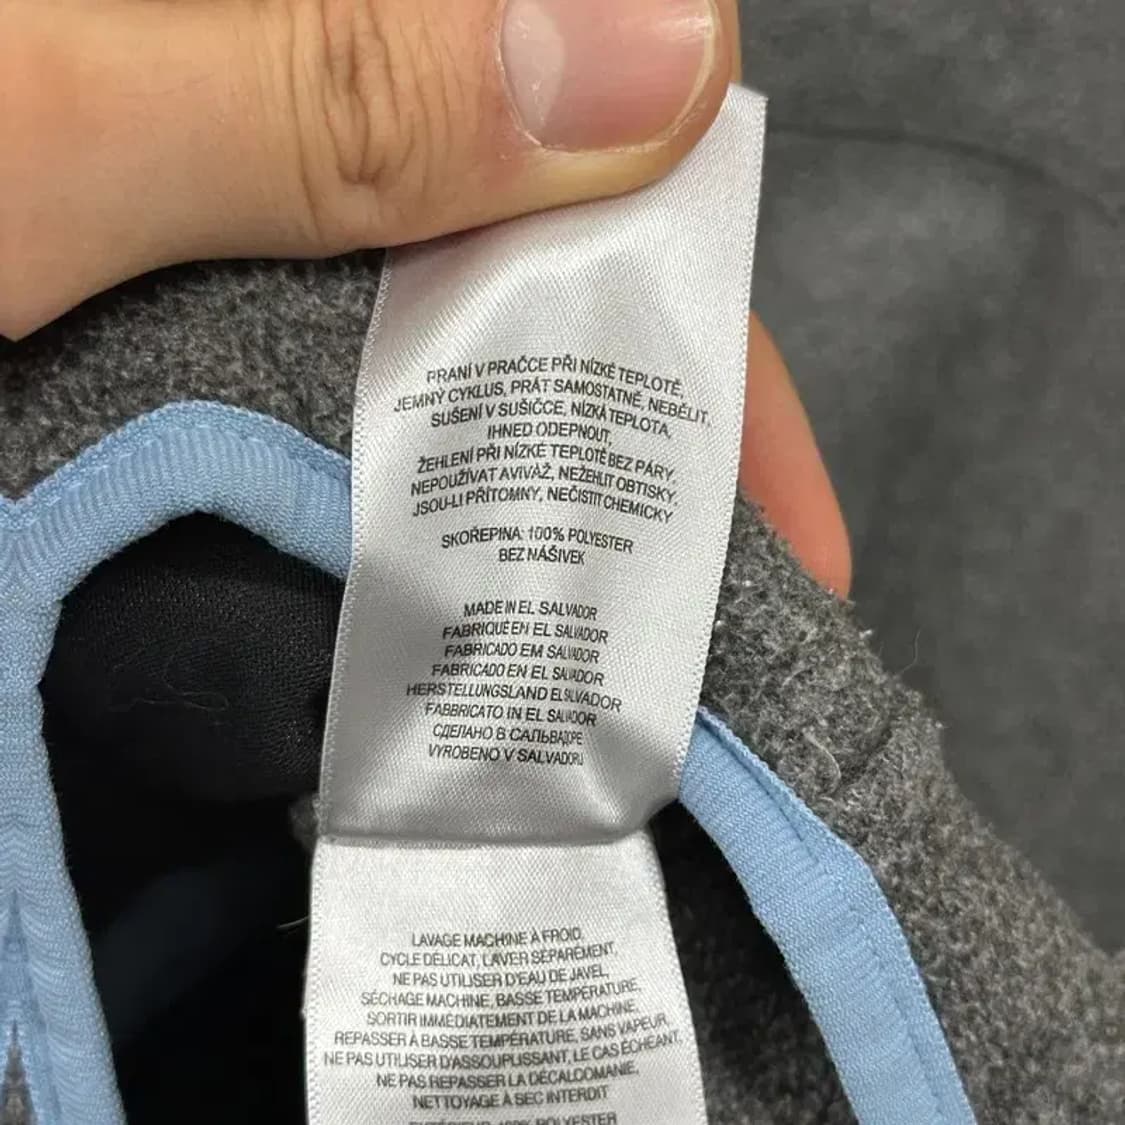 PRANÍ V PRAČCE PŘI NÍZKÉ TEPLOTĚ,
JEMNÝ CYKLUS, PRÁT SAMOSTATNĚ, NEBĚLIT,
SUŠENÍ V SUŠIČCE, NÍZKÁ TEPLOTA,
IHNED ODEPNOUT,
ŽEHLENÍ PŘI NÍZKÉ TEPLOTĚ BEZ PÁRY,
NEPOUŽÍVAT AVIVÁŽ, NEŽEHLIT OBTISKY,
JSOU-LI PŘÍTOMNY, NEČISTIT CHEMICKY
SKOŘEPINA: 100% POLYESTER
BEZ NÁŠIVEK
MADE IN EL SALVADOR
FABRIQUÉ EN EL SALVADOR
FABRICADO EM SALVADOR
FABRICADO EN EL SALVADOR
HERSTELLUNGSLAND EL SALVADOR
FABBRICATO IN EL SALVADOR
СДЕЛАНО В САЛЬВАДОРЕ
VYROBENO V SALVADORU
LAVAGE MACHINE À FROID,
CYCLE DÉLICAT, LAVER SÉPARÉMENT,
NE PAS UTILISER D'EAU DE JAVEL,
SÉCHAGE MACHINE, BASSE TEMPÉRATURE,
SORTIR IMMÉDIATEMENT DE LA MACHINE,
REPASSER À BASSE TEMPÉRATURE, SANS VAPEUR,
NE PAS UTILISER D'ASSOUPLISSANT, LE CAS ÉCHEANT,
NE PAS REPASSER LA DÉCALCOMANIE,
NETTOYAGE À SEC INTERDIT
100% POLYESTER